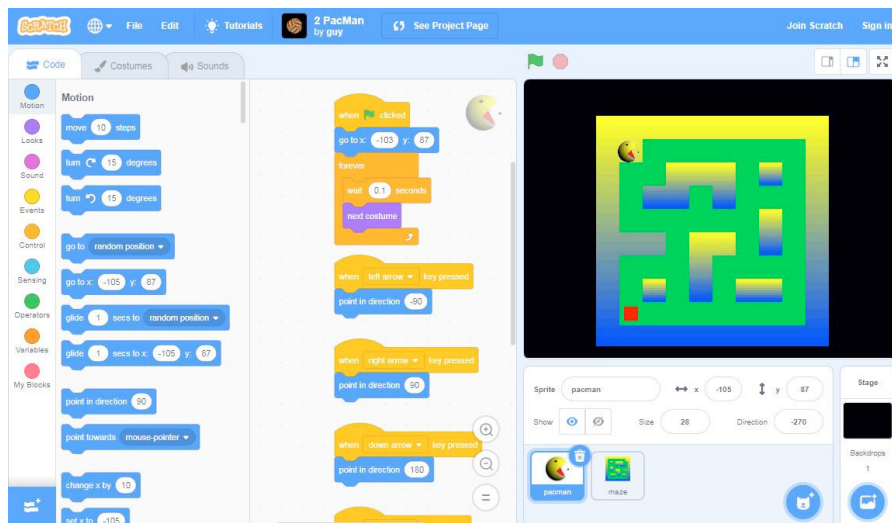 SCRATCH
File
Edit
Tutorials
2 PacMan
by guy
See Project Page
Join Scratch
Sign in
Code
Costumes
Sounds
Motion
Looks
Sound
Events
Control
Sensing
Operators
Variables
My Blocks
Motion
move 10 steps
turn 15 degrees
turn 15 degrees
go to random position
go to x: -105 y: 87
glide 1 secs to random position
glide 1 secs to x: -105 y: 87
point in direction 90
point towards mouse-pointer
change x by 10
set x to -105
when clicked
go to x: -103 y: 87
forever
wait 0.1 seconds
next costume
when left arrow key pressed
point in direction -90
when right arrow key pressed
point in direction 90
when down arrow key pressed
point in direction 180
Sprite pacman x -105 y 87
Show Size 28 Direction -270
pacman
maze
Stage
Backdrops
1